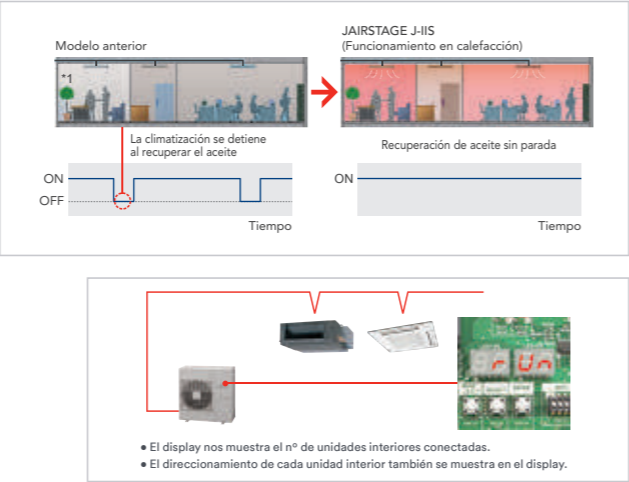 Modelo anterior
JAIRSTAGE J-IIS
(Funcionamiento en calefacción)
*1
La climatización se detiene
al recuperar el aceite
Recuperación de aceite sin parada
ON
OFF
Tiempo
ON
Tiempo
rUn
• El display nos muestra el nº de unidades interiores conectadas.
• El direccionamiento de cada unidad interior también se muestra en el display.